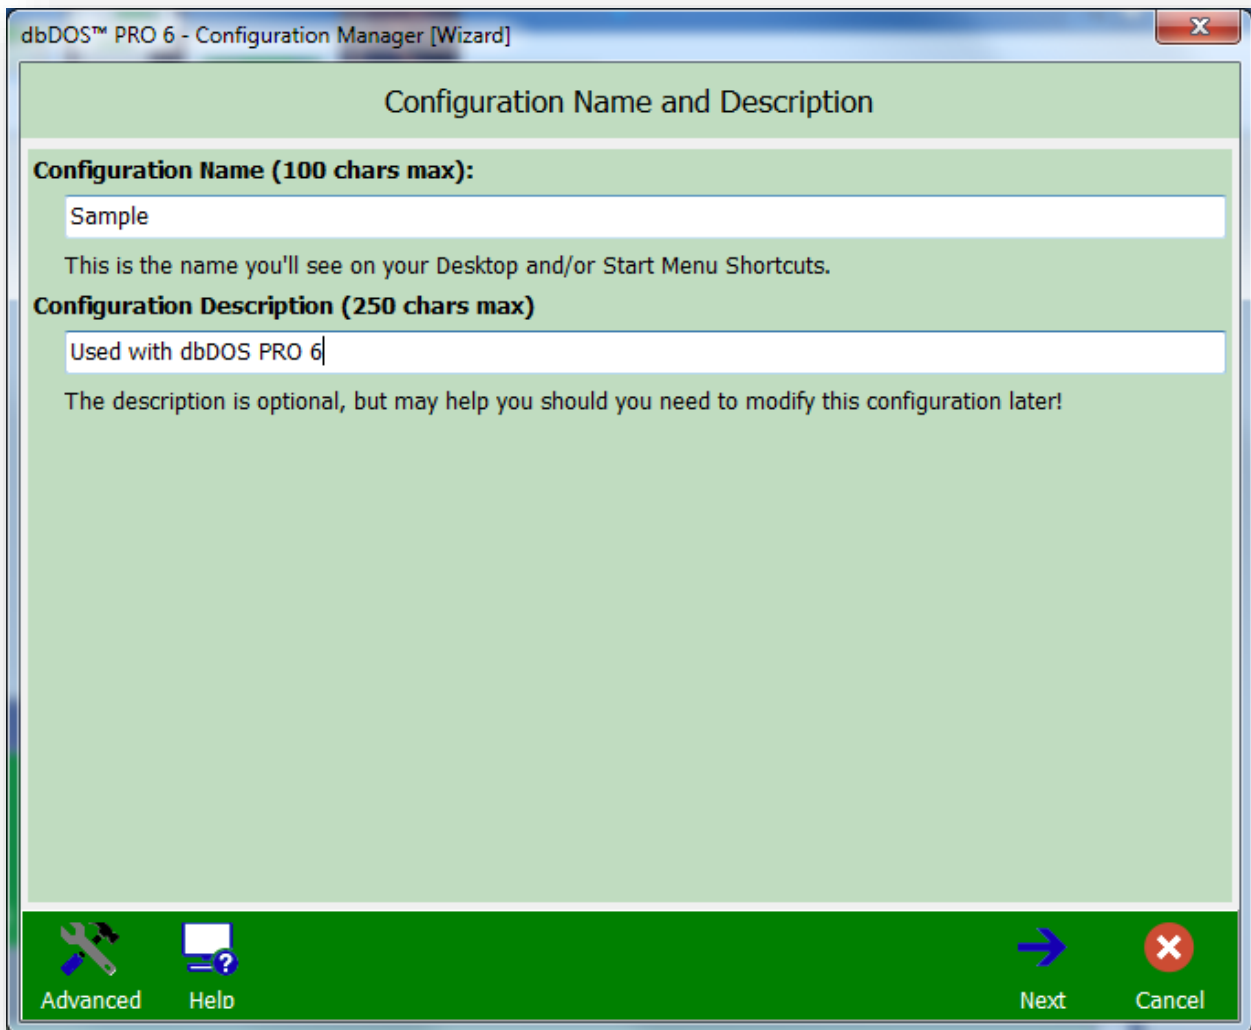 dbDOS™ PRO 6 - Configuration Manager [Wizard]
Configuration Name and Description
Configuration Name (100 chars max):
Sample
This is the name you'll see on your Desktop and/or Start Menu Shortcuts.
Configuration Description (250 chars max)
Used with dbDOS PRO 6
The description is optional, but may help you should you need to modify this configuration later!
Advanced Help Next Cancel